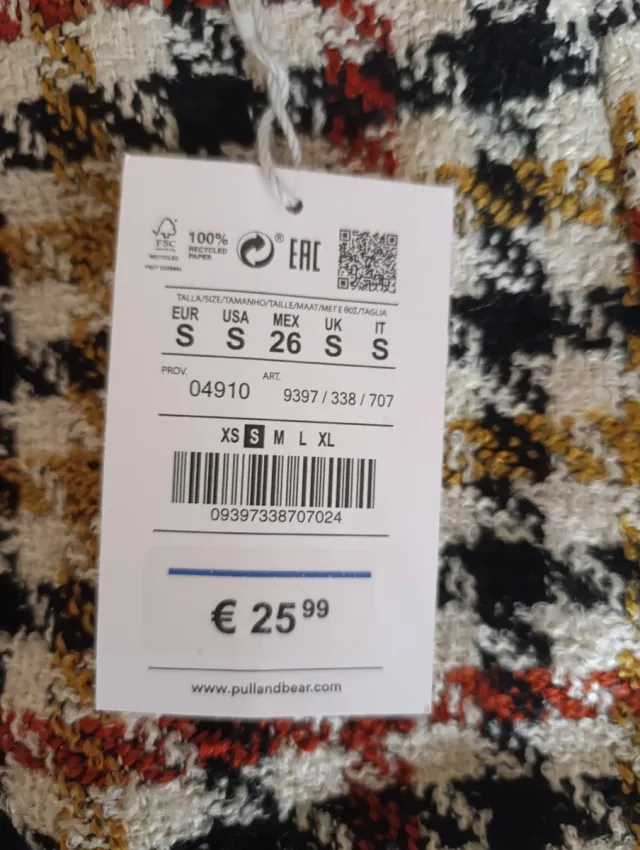 FSC
RECYCLED
100%
RECYCLED
PAPER
® EAC
TALLA/SIZE/TAMANHO/TAILLE/MAAT/ΜΕΓΕΘΟΣ/TAGLIA
EUR USA MEX UK IT
S S 26 S S
PROV. ART.
04910 9397 / 338 / 707
XS S M L XL
09397338707024
€ 25 99
www.pullandbear.com